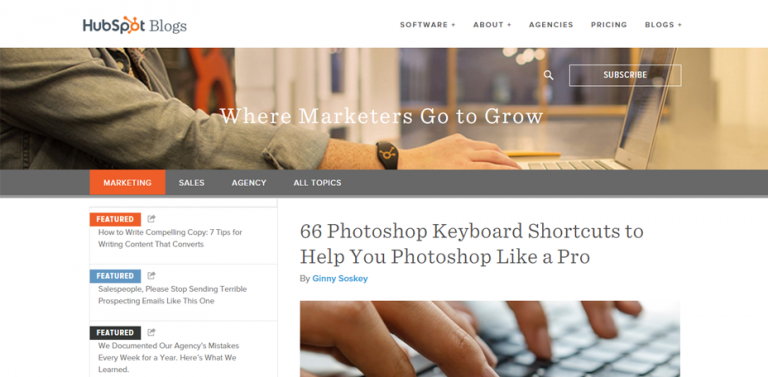 HubSpot Blogs
SOFTWARE + ABOUT + AGENCIES PRICING BLOGS +
SUBSCRIBE
Where Marketers Go to Grow
MARKETING SALES AGENCY ALL TOPICS
FEATURED
How to Write Compelling Copy: 7 Tips for
Writing Content That Converts
FEATURED
Salespeople, Please Stop Sending Terrible
Prospecting Emails Like This One
FEATURED
We Documented Our Agency's Mistakes
Every Week for a Year. Here's What We
Learned.
66 Photoshop Keyboard Shortcuts to
Help You Photoshop Like a Pro
By Ginny Soskey